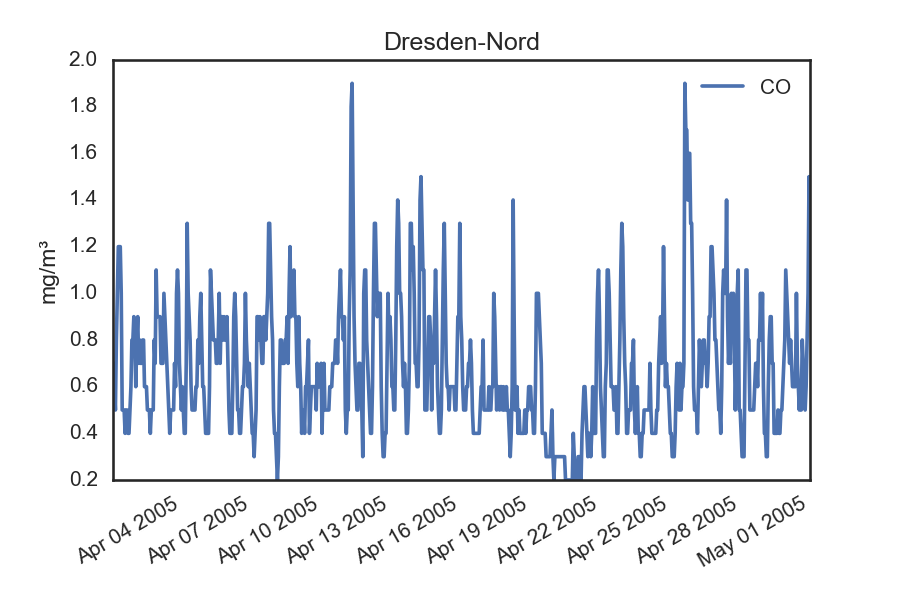 Dresden-Nord
2.0
1.8
1.6
1.4
1.2
1.0
0.8
0.6
0.4
0.2
mg/m³
CO
Apr 04 2005
Apr 07 2005
Apr 10 2005
Apr 13 2005
Apr 16 2005
Apr 19 2005
Apr 22 2005
Apr 25 2005
Apr 28 2005
May 01 2005